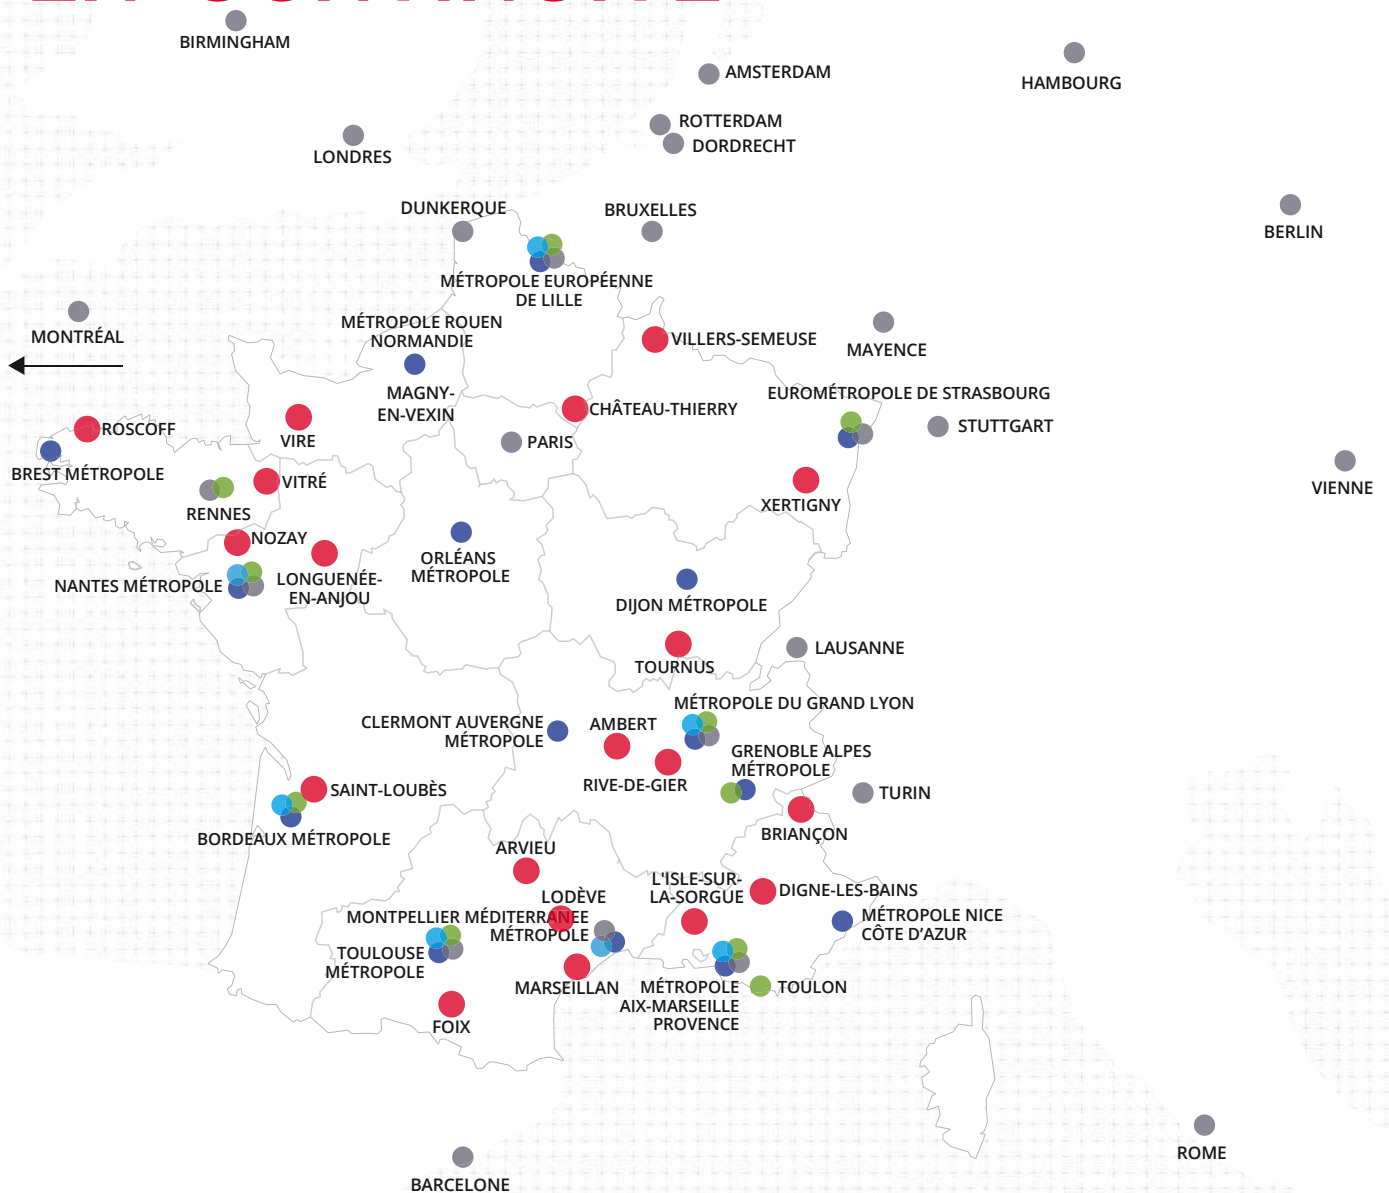 BIRMINGHAM
AMSTERDAM
HAMBOURG
ROTTERDAM
DORDRECHT
LONDRES
DUNKERQUE
BRUXELLES
BERLIN
MÉTROPOLE EUROPÉENNE
DE LILLE
MONTRÉAL
MÉTROPOLE ROUEN
NORMANDIE
VILLERS-SEMEUSE
MAYENCE
MAGNY-
EN-VEXIN
EUROMÉTROPOLE DE STRASBOURG
CHÂTEAU-THIERRY
ROSCOFF
VIRE
PARIS
STUTTGART
BREST MÉTROPOLE
VITRÉ
VIENNE
RENNES
XERTIGNY
NOZAY
ORLÉANS
MÉTROPOLE
NANTES MÉTROPOLE
LONGUENÉE-
EN-ANJOU
DIJON MÉTROPOLE
TOURNUS
LAUSANNE
MÉTROPOLE DU GRAND LYON
CLERMONT AUVERGNE
MÉTROPOLE
AMBERT
GRENOBLE ALPES
MÉTROPOLE
RIVE-DE-GIER
SAINT-LOUBÈS
TURIN
BORDEAUX MÉTROPOLE
BRIANÇON
ARVIEU
L'ISLE-SUR-
LA-SORGUE
DIGNE-LES-BAINS
LODÈVE
MONTPELLIER MÉDITERRANEE
MÉTROPOLE
MÉTROPOLE NICE
CÔTE D'AZUR
TOULOUSE
MÉTROPOLE
MARSEILLAN
MÉTROPOLE
AIX-MARSEILLE
PROVENCE
TOULON
FOIX
ROME
BARCELONE